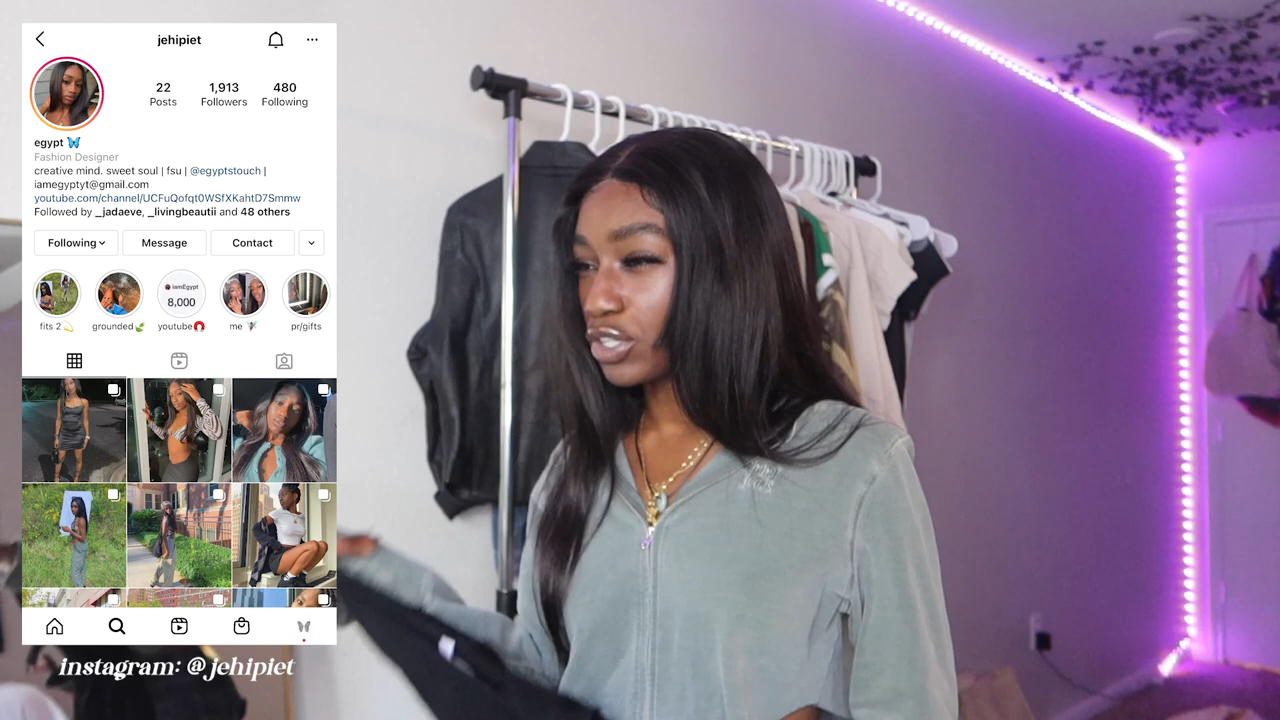 jehipiet
22 1,913 480
Posts Followers Following
egypt 🦋
Fashion Designer
creative mind. sweet soul | fsu | @egyptstouch |
iamegyptyt@gmail.com
youtube.com/channel/UCFuQofqt0WSfXKahtD7Smmw
Followed by _jadaeve, _livingbeautii and 48 others
Following Message Contact
iamEgypt
8,000
fits 2💫 grounded🍃 youtube🧲 me 🧚 pr/gifts
instagram: @jehipiet